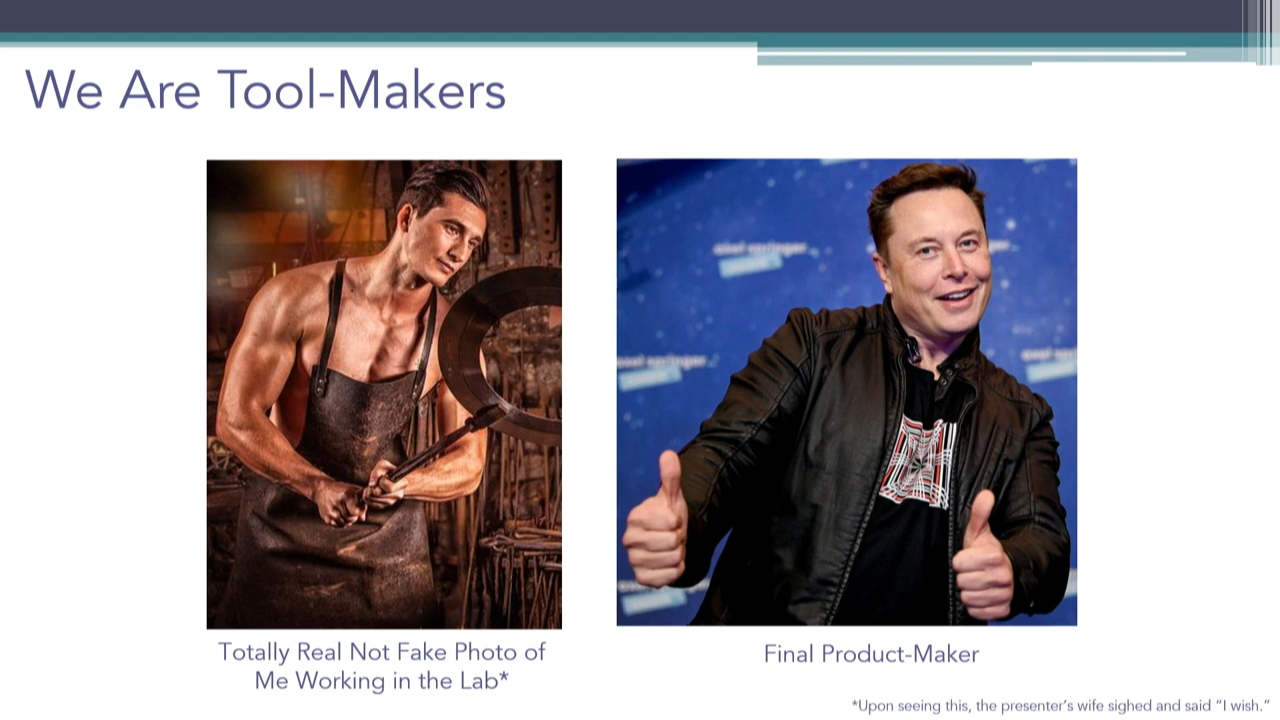 We Are Tool-Makers
Totally Real Not Fake Photo of
Me Working in the Lab*
Final Product-Maker
*Upon seeing this, the presenter's wife sighed and said "I wish."